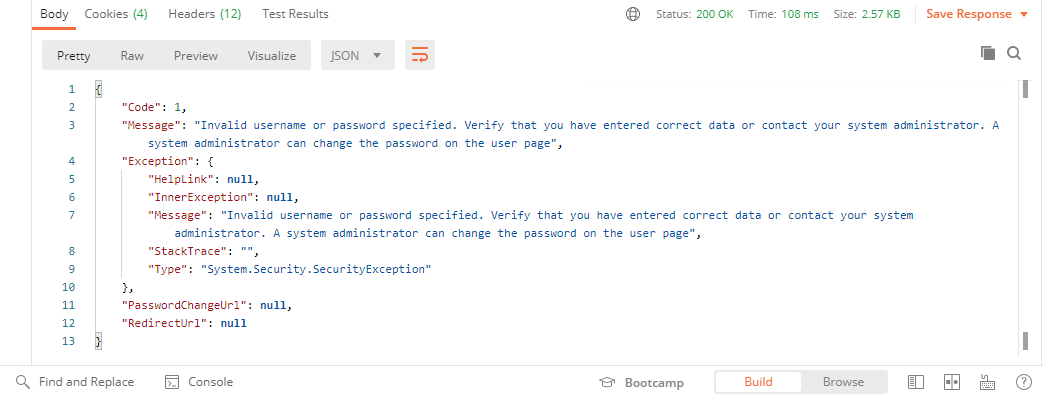 Body Cookies (4) Headers (12) Test Results Status: 200 OK Time: 108 ms Size: 2.57 KB Save Response
Pretty Raw Preview Visualize JSON
1 {
2 "Code": 1,
3 "Message": "Invalid username or password specified. Verify that you have entered correct data or contact your system administrator. A
system administrator can change the password on the user page",
4 "Exception": {
5 "HelpLink": null,
6 "InnerException": null,
7 "Message": "Invalid username or password specified. Verify that you have entered correct data or contact your system
administrator. A system administrator can change the password on the user page",
8 "StackTrace": "",
9 "Type": "System.Security.SecurityException"
10 },
11 "PasswordChangeUrl": null,
12 "RedirectUrl": null
13 }
Find and Replace Console Bootcamp Build Browse